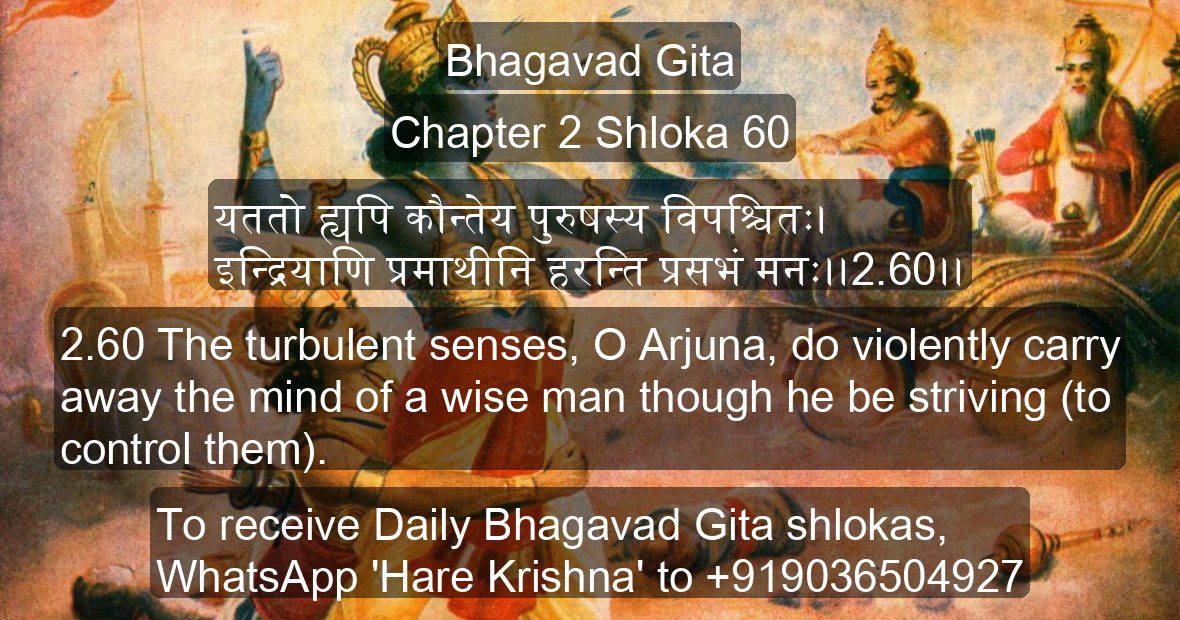 Bhagavad Gita
Chapter 2 Shloka 60
यततो ह्यपि कौन्तेय पुरुषस्य विपश्चितः।
इन्द्रियाणि प्रमाथीनि हरन्ति प्रसभं मनः।।2.60।।
2.60 The turbulent senses, O Arjuna, do violently carry
away the mind of a wise man though he be striving (to
control them).
To receive Daily Bhagavad Gita shlokas,
WhatsApp 'Hare Krishna' to +919036504927